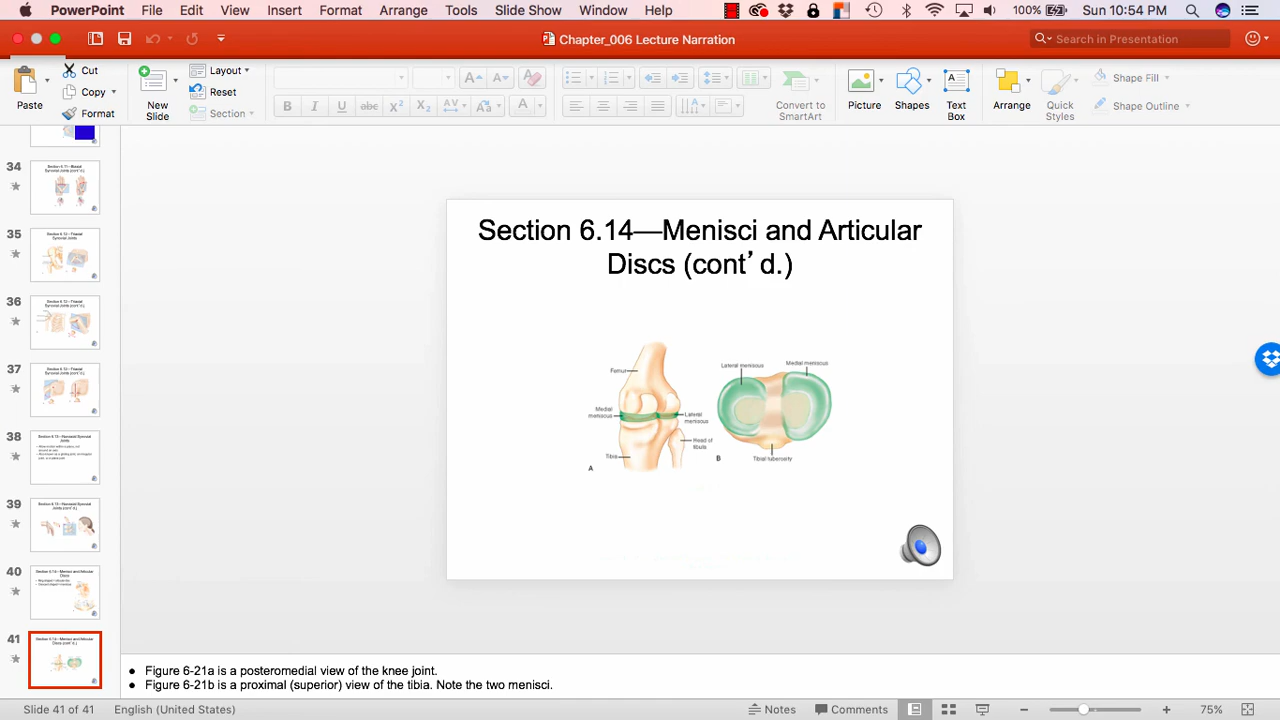 PowerPoint File Edit View Insert Format Arrange Tools Slide Show Window Help 100% Sun 10:54 PM
Chapter_006 Lecture Narration
Search in Presentation
Paste
Cut
Copy
Format
New Slide
Layout
Reset
Section
B I U abc X² X₂ AV A
Convert to SmartArt
Picture
Shapes
Text Box
Arrange
Quick Styles
Shape Fill
Shape Outline
34
35
36
37
38
39
40
41
Section 6.14—Menisci and Articular
Discs (cont’d.)
Femur
Medial
meniscus
Lateral
meniscus
Head of
fibula
Tibia
A
Lateral meniscus
Medial meniscus
B
Tibial tuberosity
• Figure 6-21a is a posteromedial view of the knee joint.
• Figure 6-21b is a proximal (superior) view of the tibia. Note the two menisci.
Slide 41 of 41 English (United States) Notes Comments 75%